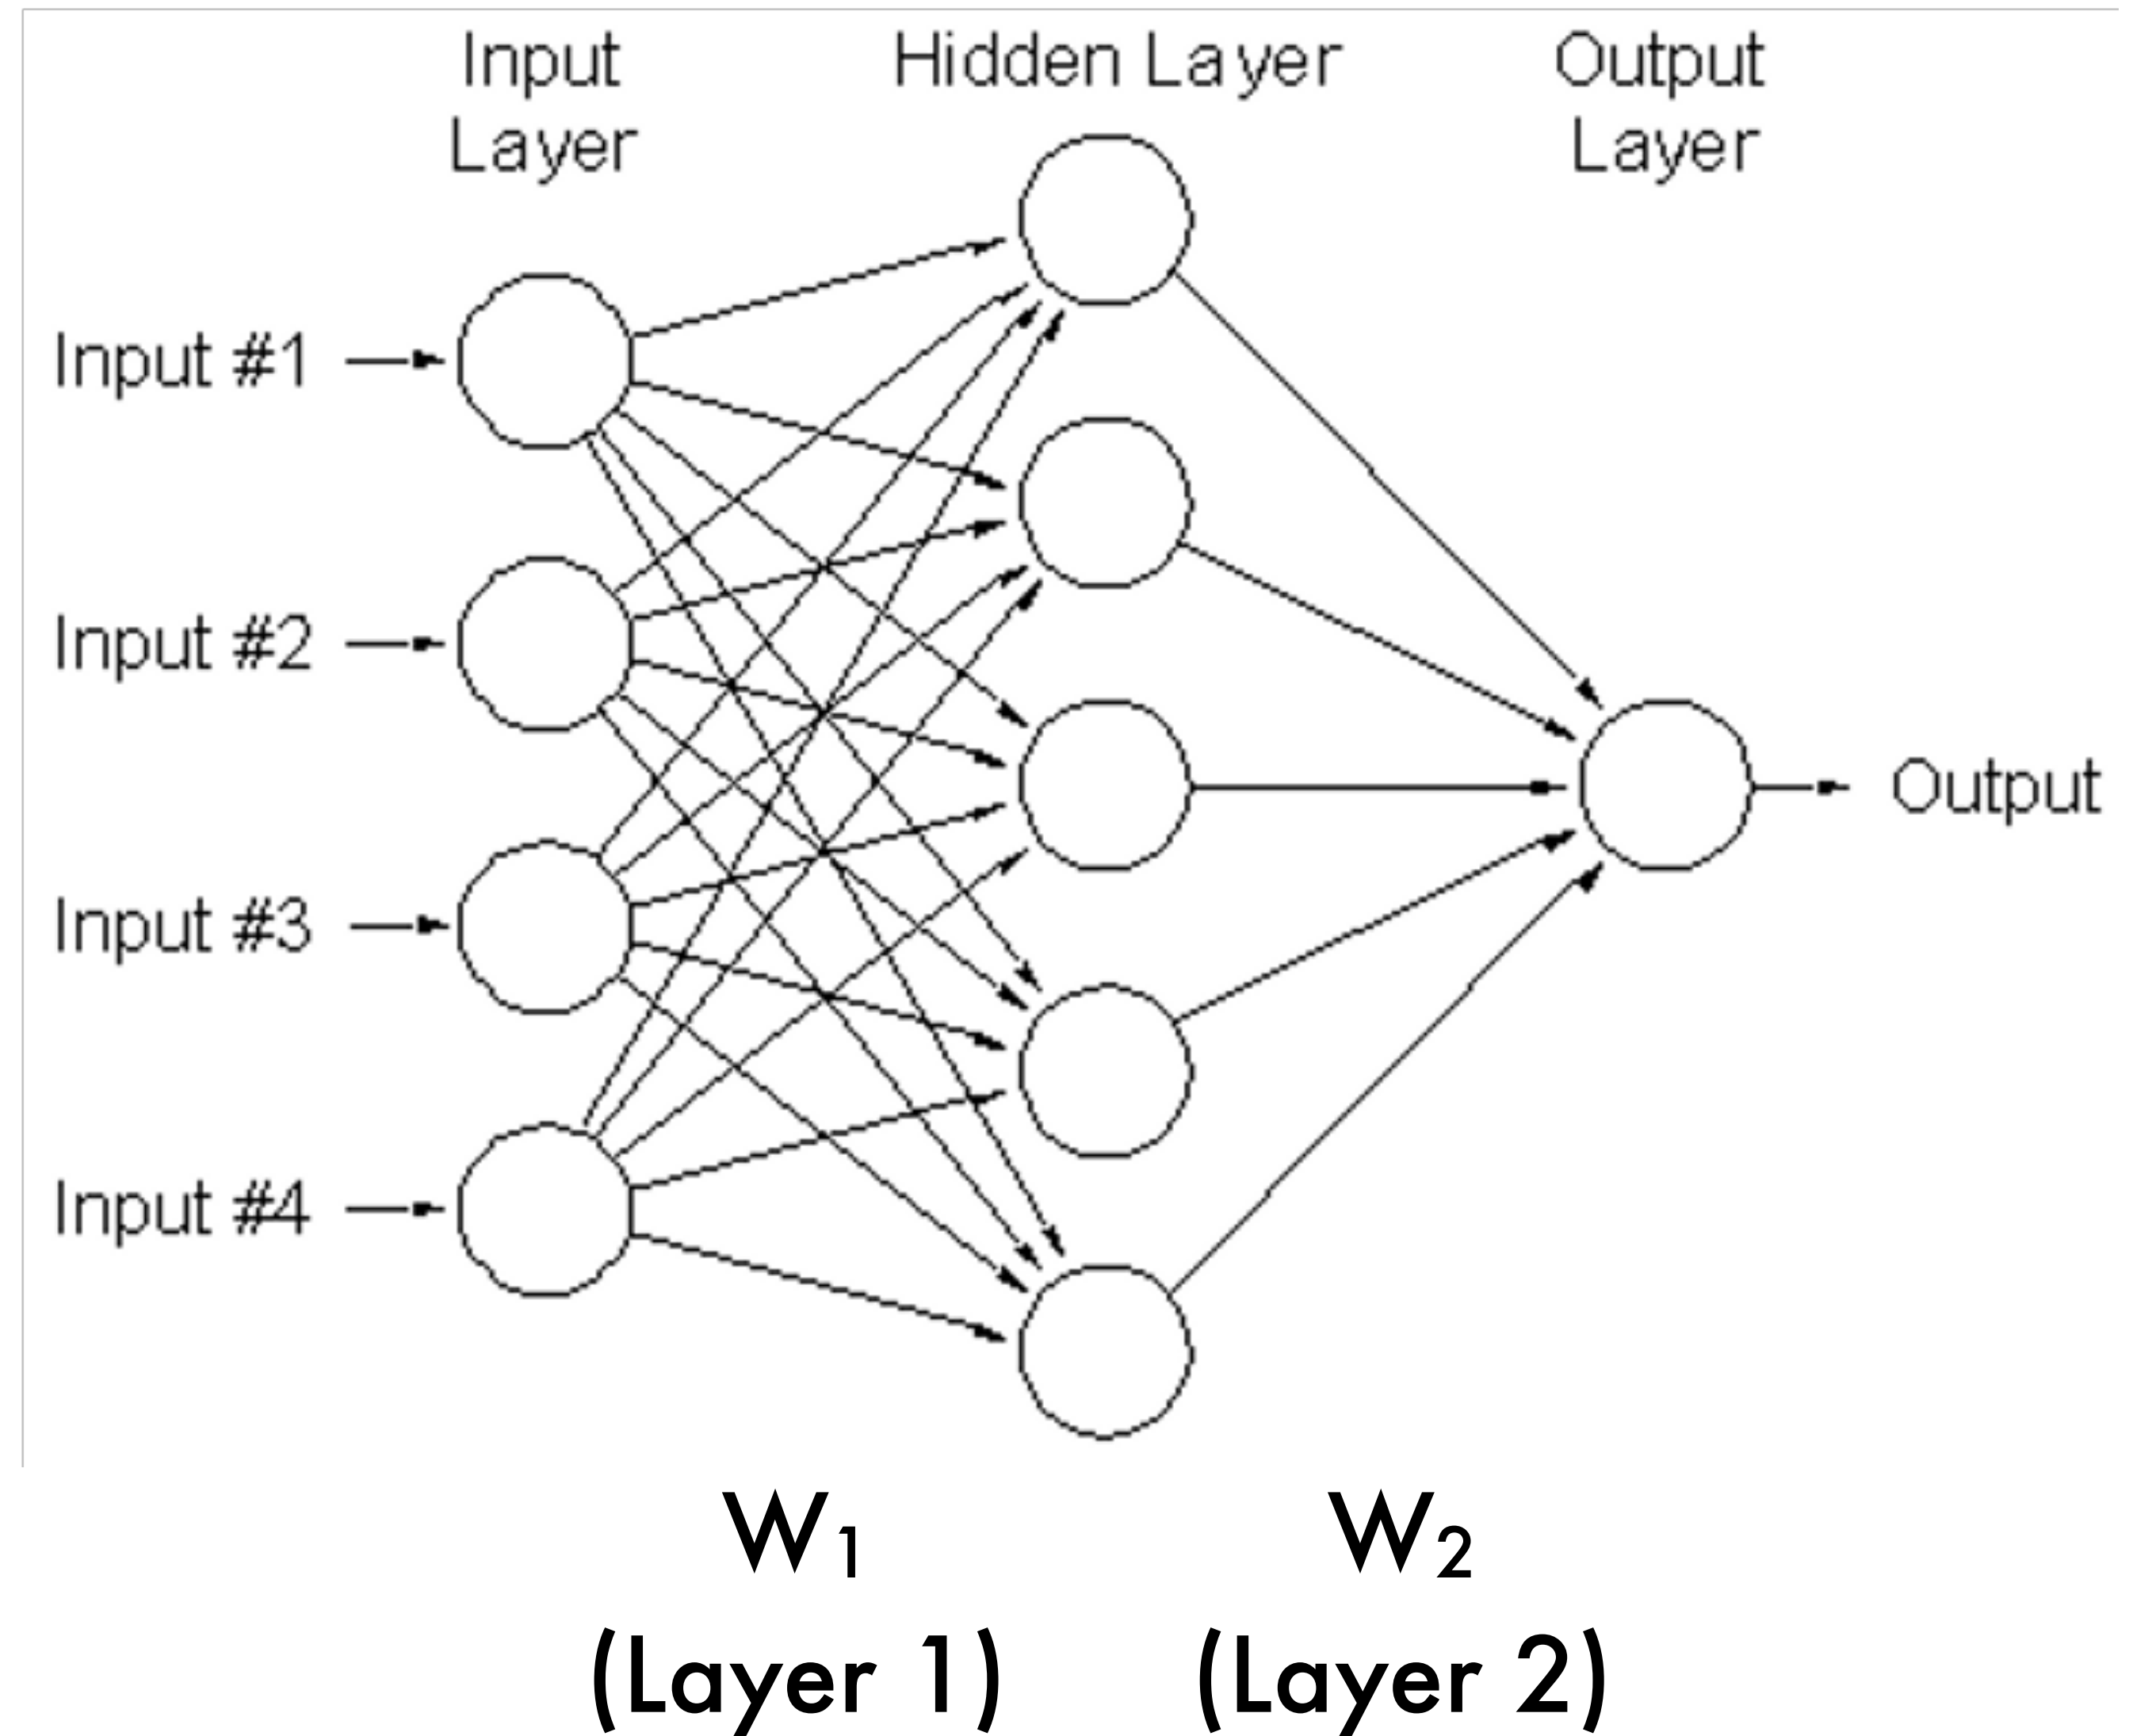 Input
Layer
Hidden Layer
Output
Layer
Input #1
Input #2
Input #3
Input #4
Output
W1
(Layer 1)
W2
(Layer 2)